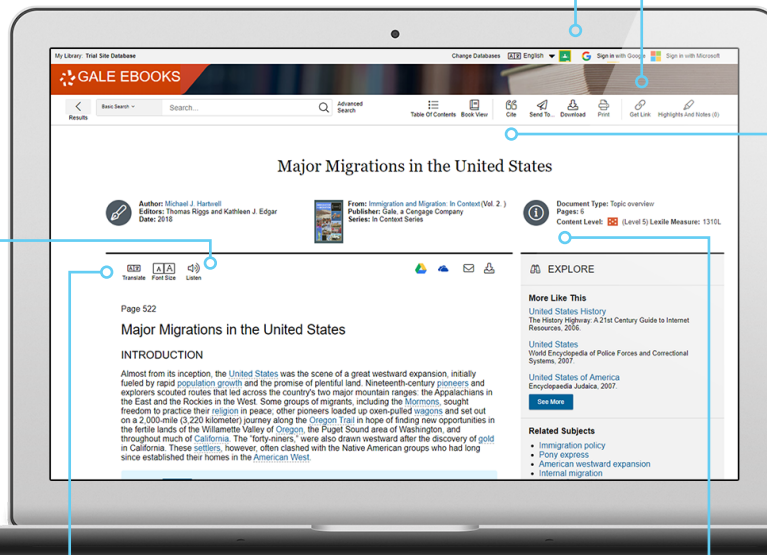 My Library: Trial Site Database
Change Databases English Sign in with Google Sign in with Microsoft
GALE EBOOKS
Results
Basic Search
Search...
Advanced
Search
Table Of Contents Book View Cite Send To... Download Print Get Link Highlights And Notes (0)
Major Migrations in the United States
Author: Michael J. Hartwell
Editors: Thomas Riggs and Kathleen J. Edgar
Date: 2018
From: Immigration and Migration: In Context (Vol. 2. )
Publisher: Gale, a Cengage Company
Series: In Context Series
Document Type: Topic overview
Pages: 6
Content Level: (Level 5) Lexile Measure: 1310L
Translate Font Size Listen
Page 522
Major Migrations in the United States
INTRODUCTION
Almost from its inception, the United States was the scene of a great westward expansion, initially
fueled by rapid population growth and the promise of plentiful land. Nineteenth-century pioneers and
explorers scouted routes that led across the country's two major mountain ranges: the Appalachians in
the East and the Rockies in the West. Some groups of migrants, including the Mormons, sought
freedom to practice their religion in peace; other pioneers loaded up oxen-pulled wagons and set out
on a 2,000-mile (3,220 kilometer) journey along the Oregon Trail in hope of finding new opportunities in
the fertile lands of the Willamette Valley of Oregon, the Puget Sound area of Washington, and
throughout much of California. The "forty-niners," were also drawn westward after the discovery of gold
in California. These settlers, however, often clashed with the Native American groups who had long
since established their homes in the American West.
EXPLORE
More Like This
United States History
The History Highway: A 21st Century Guide to Internet
Resources, 2006.
United States
World Encyclopedia of Police Forces and Correctional
Systems, 2007.
United States of America
Encyclopaedia Judaica, 2007.
See More
Related Subjects
Immigration policy
Pony express
American westward expansion
Internal migration